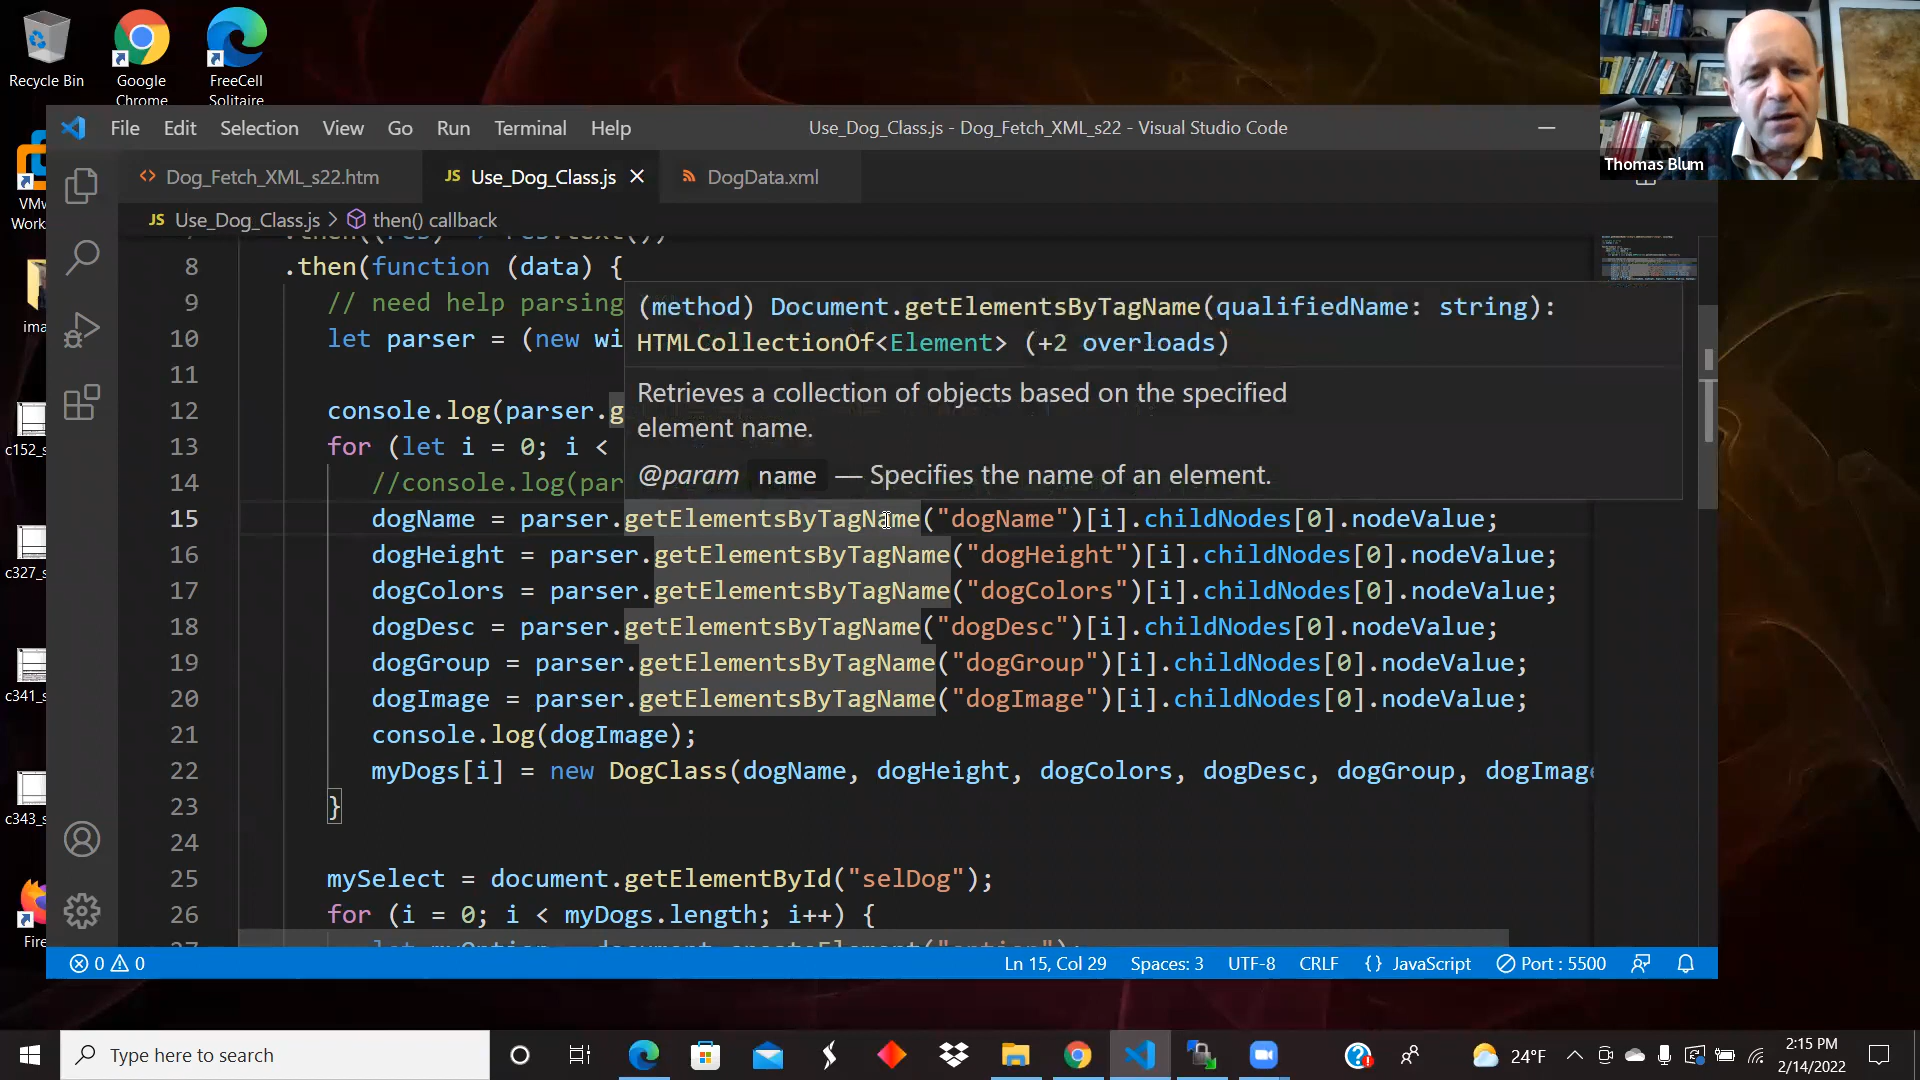 Recycle Bin
Google
Chrome
FreeCell
Solitaire
Thomas Blum
File Edit Selection View Go Run Terminal Help
Use_Dog_Class.js - Dog_Fetch_XML_s22 - Visual Studio Code
Dog_Fetch_XML_s22.htm
JS Use_Dog_Class.js
DogData.xml
JS Use_Dog_Class.js > then() callback
8 .then(function (data) {
9 // need help parsing
10 let parser = (new wi
11
12 console.log(parser.g
13 for (let i = 0; i <
14 //console.log(par
(method) Document.getElementsByTagName(qualifiedName: string):
HTMLCollectionOf<Element> (+2 overloads)
Retrieves a collection of objects based on the specified
element name.
@param name — Specifies the name of an element.
15 dogName = parser.getElementsByTagName("dogName")[i].childNodes[0].nodeValue;
16 dogHeight = parser.getElementsByTagName("dogHeight")[i].childNodes[0].nodeValue;
17 dogColors = parser.getElementsByTagName("dogColors")[i].childNodes[0].nodeValue;
18 dogDesc = parser.getElementsByTagName("dogDesc")[i].childNodes[0].nodeValue;
19 dogGroup = parser.getElementsByTagName("dogGroup")[i].childNodes[0].nodeValue;
20 dogImage = parser.getElementsByTagName("dogImage")[i].childNodes[0].nodeValue;
21 console.log(dogImage);
22 myDogs[i] = new DogClass(dogName, dogHeight, dogColors, dogDesc, dogGroup, dogImage
23 }
24
25 mySelect = document.getElementById("selDog");
26 for (i = 0; i < myDogs.length; i++) {
VMw
Work
ima
c152_s
c327_s
c341_s
c343_s
Fire
0 0
Ln 15, Col 29
Spaces: 3
UTF-8
CRLF
{} JavaScript
Port : 5500
Type here to search
24°F
2:15 PM
2/14/2022